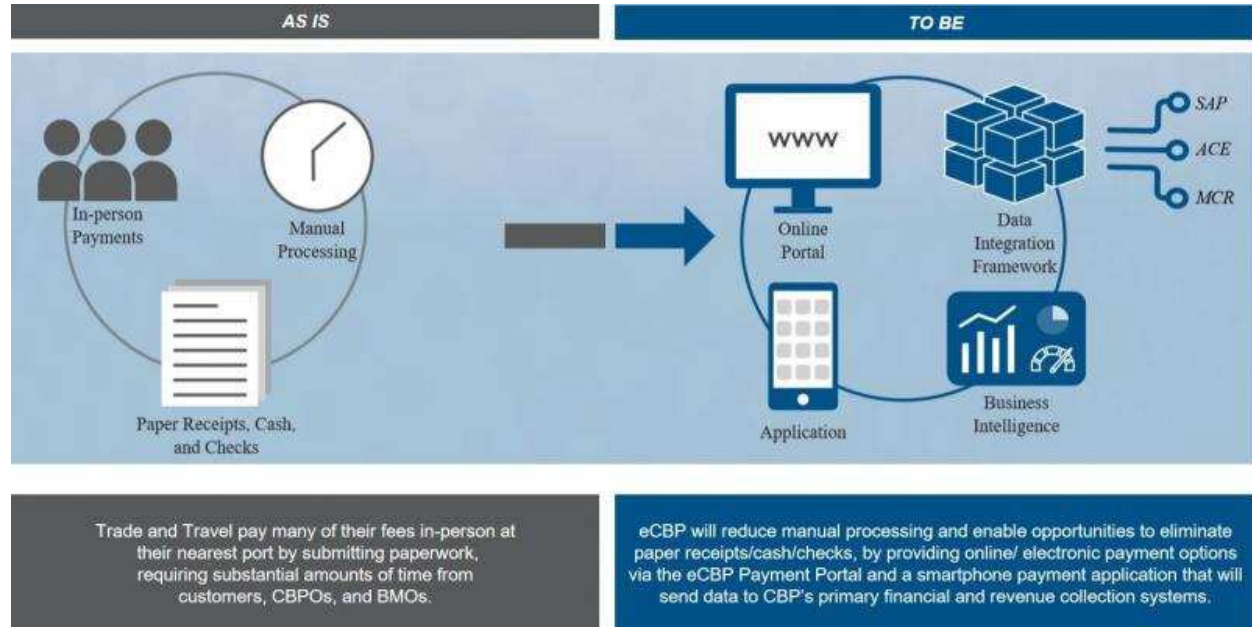 AS IS
TO BE
In-person
Payments
Manual
Processing
Paper Receipts, Cash,
and Checks
www
Online
Portal
Data
Integration
Framework
SAP
ACE
MCR
Application
Business
Intelligence
Trade and Travel pay many of their fees in-person at
their nearest port by submitting paperwork,
requiring substantial amounts of time from
customers, CBPOs, and BMOs.
eCBP will reduce manual processing and enable opportunities to eliminate
paper receipts/cash/checks, by providing online/ electronic payment options
via the eCBP Payment Portal and a smartphone payment application that will
send data to CBP's primary financial and revenue collection systems.